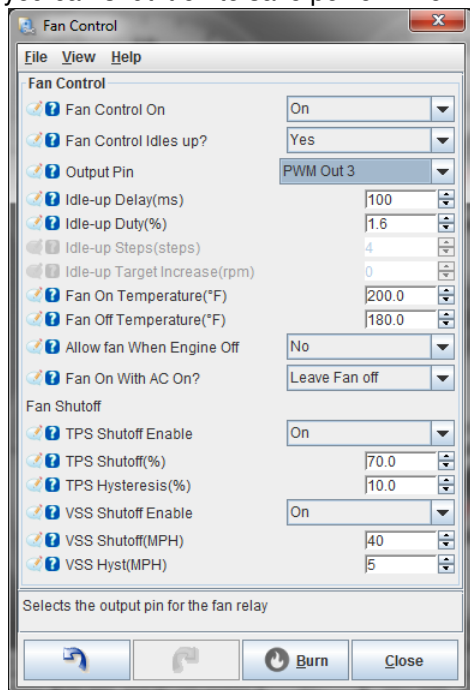 Fan Control
File View Help
Fan Control
Fan Control On On
Fan Control Idles up? Yes
Output Pin PWM Out 3
Idle-up Delay(ms) 100
Idle-up Duty(%) 1.6
Idle-up Steps(steps) 4
Idle-up Target Increase(rpm) 0
Fan On Temperature(°F) 200.0
Fan Off Temperature(°F) 180.0
Allow fan When Engine Off No
Fan On With AC On? Leave Fan off
Fan Shutoff
TPS Shutoff Enable On
TPS Shutoff(%) 70.0
TPS Hysteresis(%) 10.0
VSS Shutoff Enable On
VSS Shutoff(MPH) 40
VSS Hyst(MPH) 5
Selects the output pin for the fan relay
Burn Close